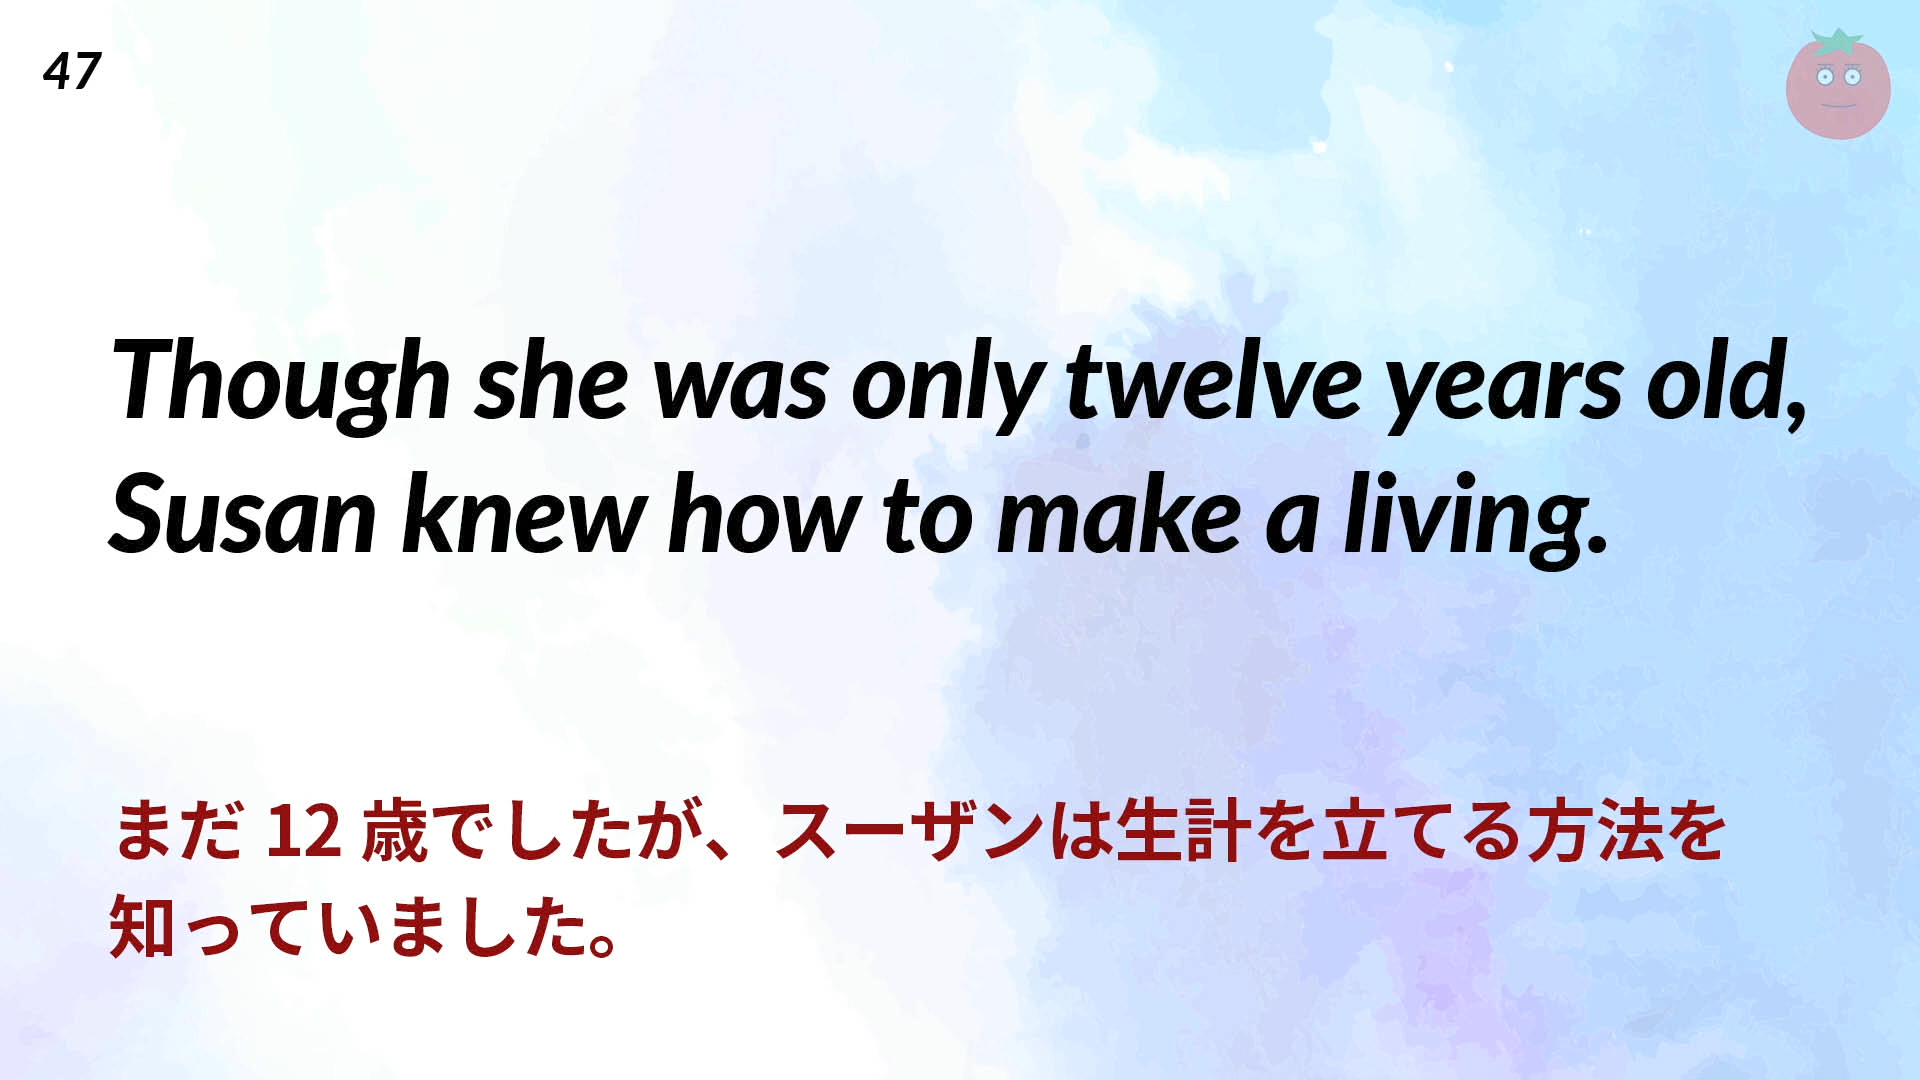 47
Though she was only twelve years old,
Susan knew how to make a living.
まだ 12 歳でしたが、スーザンは生計を立てる方法を
知っていました。